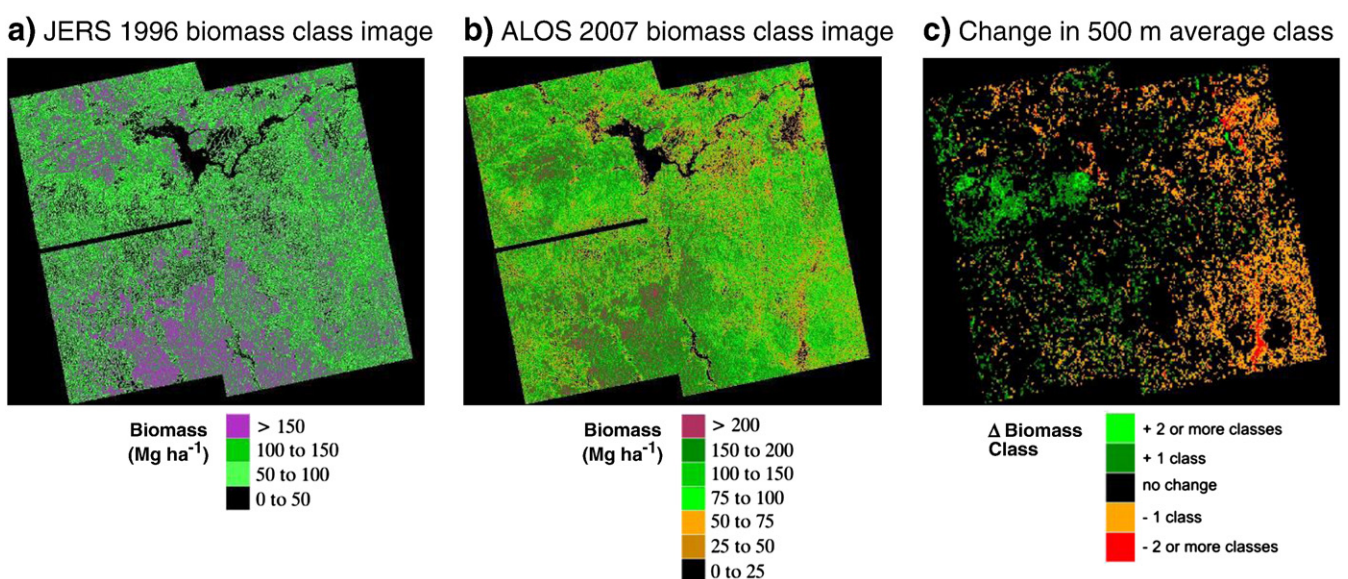 a) JERS 1996 biomass class image
b) ALOS 2007 biomass class image
c) Change in 500 m average class
Biomass
(Mg ha⁻¹)
> 150
100 to 150
50 to 100
0 to 50
Biomass
(Mg ha⁻¹)
> 200
150 to 200
100 to 150
75 to 100
50 to 75
25 to 50
0 to 25
Δ Biomass
Class
+ 2 or more classes
+ 1 class
no change
- 1 class
- 2 or more classes